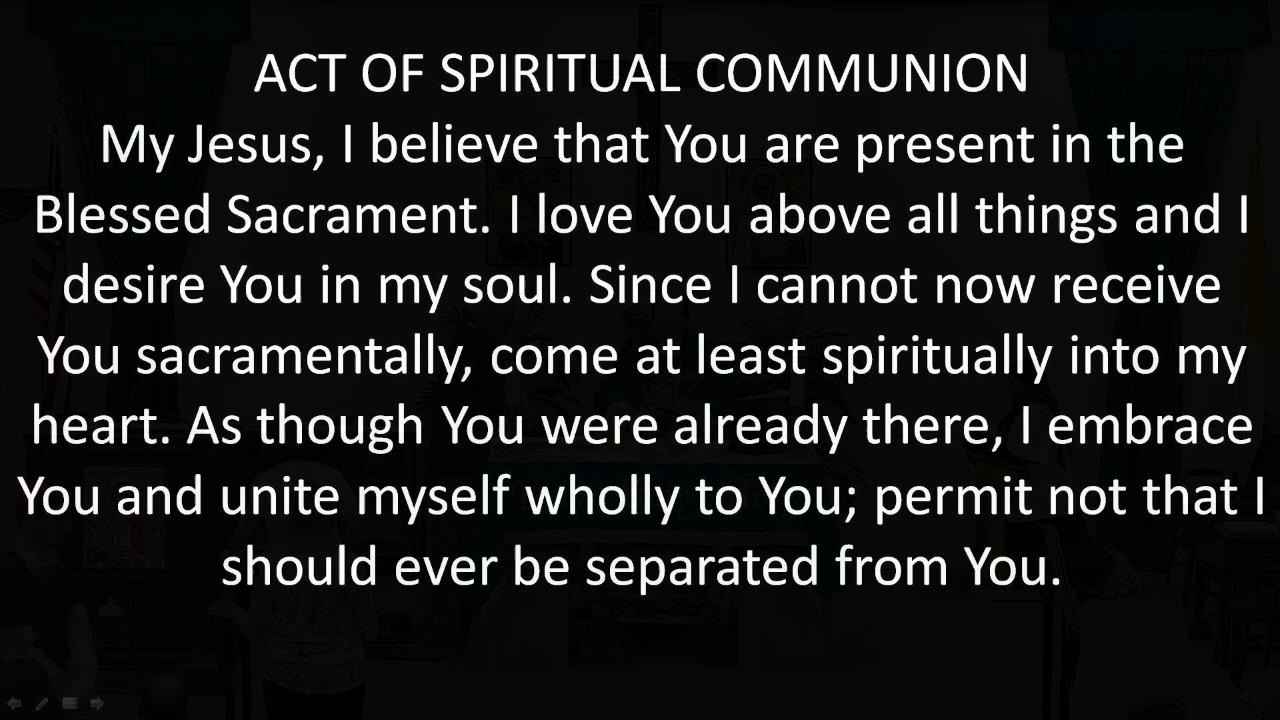 ACT OF SPIRITUAL COMMUNION
My Jesus, I believe that You are present in the
Blessed Sacrament. I love You above all things and I
desire You in my soul. Since I cannot now receive
You sacramentally, come at least spiritually into my
heart. As though You were already there, I embrace
You and unite myself wholly to You; permit not that I
should ever be separated from You.